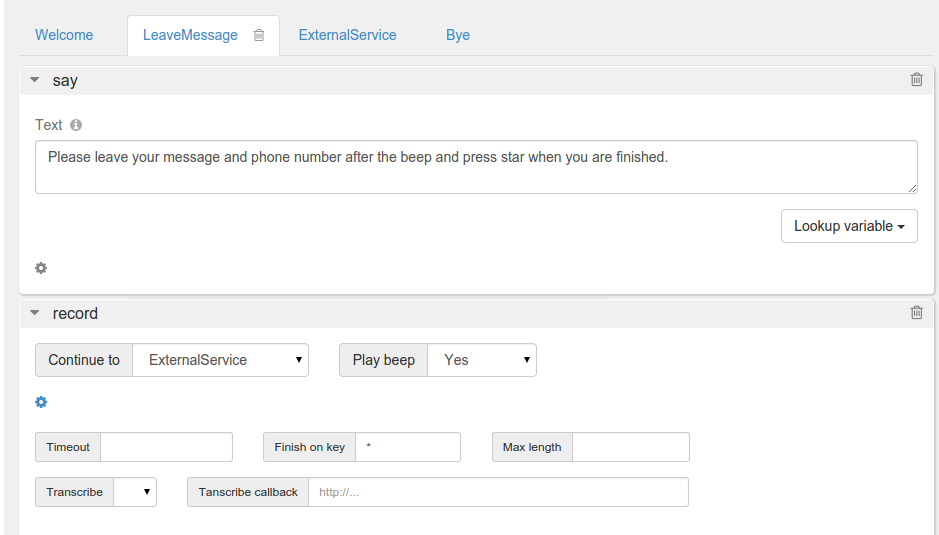 Welcome LeaveMessage ExternalService Bye
say
Text
Please leave your message and phone number after the beep and press star when you are finished.
Lookup variable
record
Continue to ExternalService Play beep Yes
Timeout Finish on key * Max length
Transcribe Tanscribe callback http://...